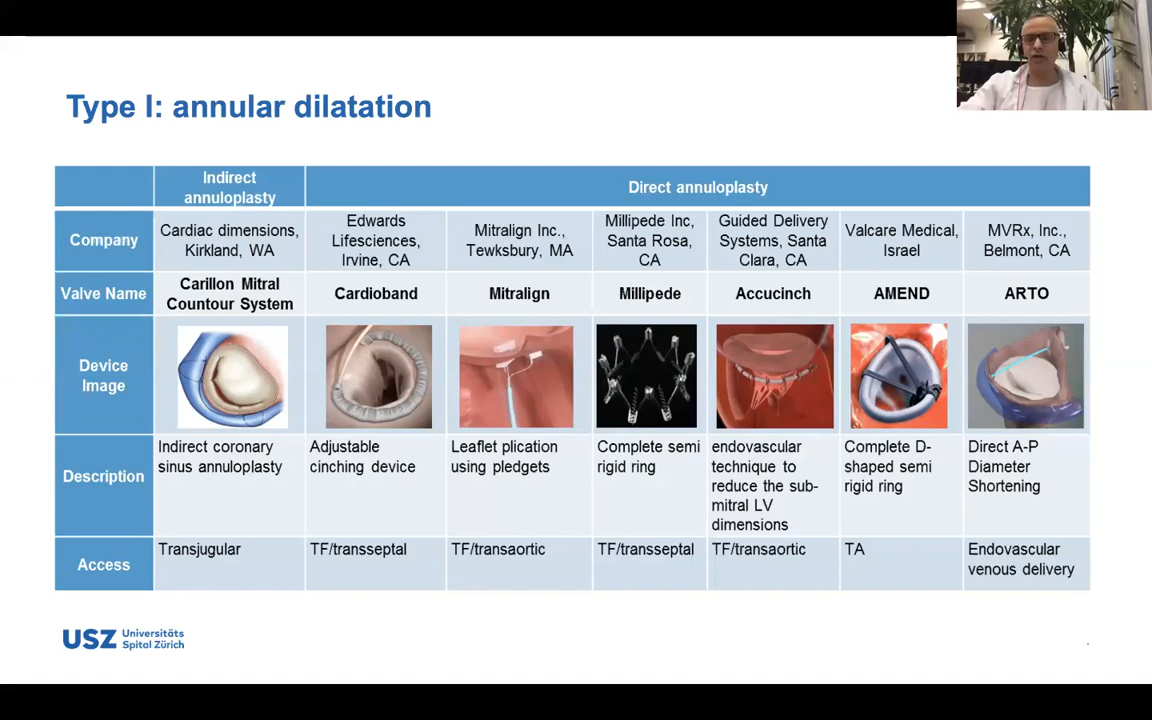 Type I: annular dilatation
Indirect
annuloplasty
Direct annuloplasty
Company
Cardiac dimensions,
Kirkland, WA
Edwards
Lifesciences,
Irvine, CA
Mitralign Inc.,
Tewksbury, MA
Millipede Inc,
Santa Rosa,
CA
Guided Delivery
Systems, Santa
Clara, CA
Valcare Medical,
Israel
MVRx, Inc.,
Belmont, CA
Valve Name
Carillon Mitral
Countour System
Cardioband
Mitralign
Millipede
Accucinch
AMEND
ARTO
Device
Image
Description
Indirect coronary
sinus annuloplasty
Adjustable
cinching device
Leaflet plication
using pledgets
Complete semi
rigid ring
endovascular
technique to
reduce the sub-
mitral LV
dimensions
Complete D-
shaped semi
rigid ring
Direct A-P
Diameter
Shortening
Access
Transjugular
TF/transseptal
TF/transaortic
TF/transseptal
TF/transaortic
TA
Endovascular
venous delivery
USZ Universitäts
Spital Zürich